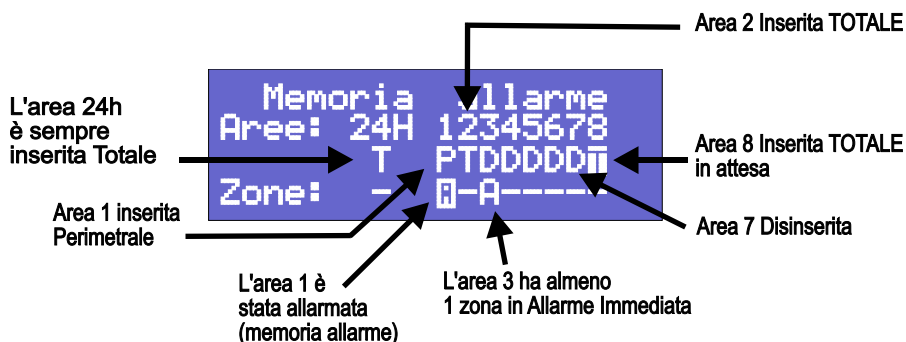 Area 2 Inserita TOTALE
L'area 24h
è sempre
inserita Totale
Memoria Allarme
Aree: 24H 12345678
T PTDDDDDT
Zone: - A-A-----
Area 8 Inserita TOTALE
in attesa
Area 7 Disinserita
Area 1 inserita
Perimetrale
L'area 1 è
stata allarmata
(memoria allarme)
L'area 3 ha almeno
1 zona in Allarme Immediata